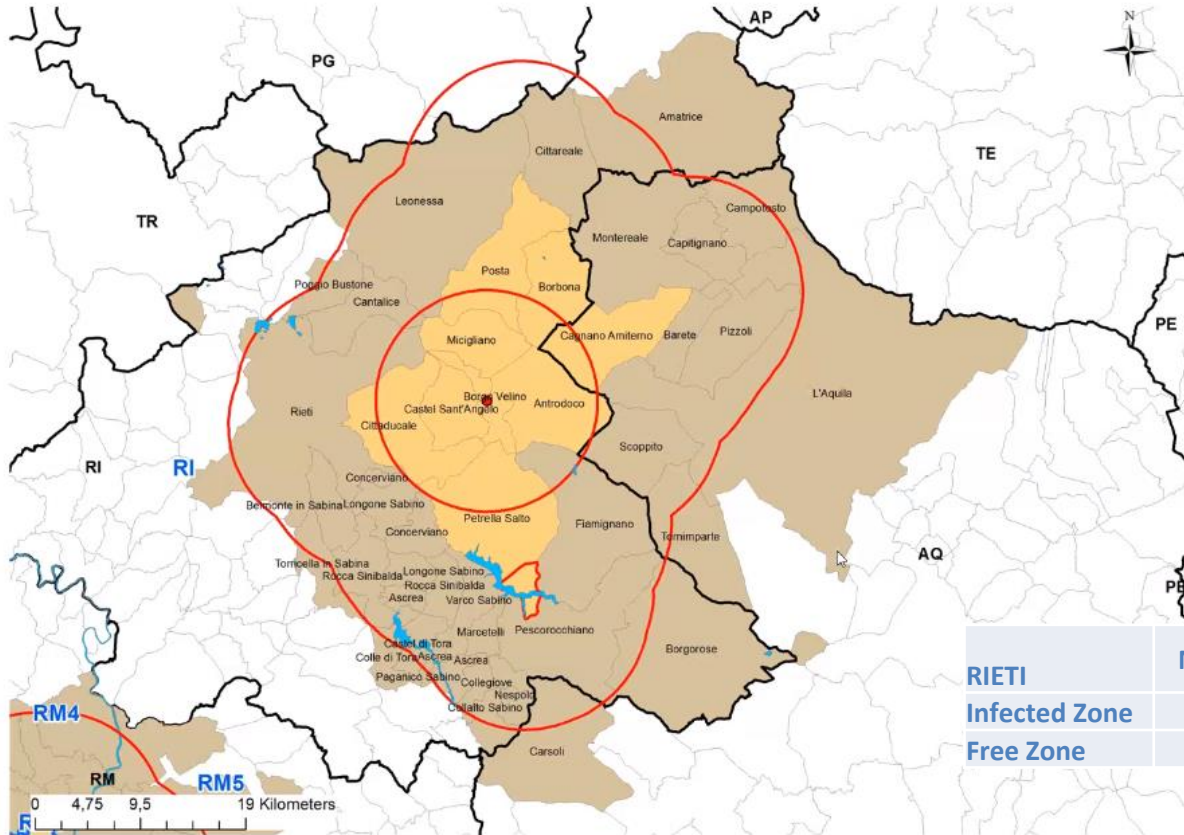 AP
N
PG
Amatrice
Cittareale
TE
Leonessa
TR
Campotosto
Montereale
Capitignano
Posta
Poggio Bustone
Borbona
Cantalice
PE
Micigliano
Cagnano Amiterno
Barete
Pizzoli
L'Aquila
Borgo Velino
Antrodoco
Castel Sant'Angelo
Rieti
Cittaducale
Scoppito
RI
RI
Concerviano
Belmonte in Sabina
Longone Sabino
Petrella Salto
Fiamignano
Concerviano
Tornimparte
AQ
Torricella in Sabina
Longone Sabino
Rocca Sinibalda
Rocca Sinibalda
Ascrea
Varco Sabino
Marcetelli
Pescorocchiano
Castel di Tora
Borgorose
Colle di Tora
Ascrea
Ascrea
Paganico Sabino
Collegiove
Nespolo
Collalto Sabino
Carsoli
RIETI
Infected Zone
Free Zone
RM4
RM
RM5
0 4,75 9,5 19 Kilometers